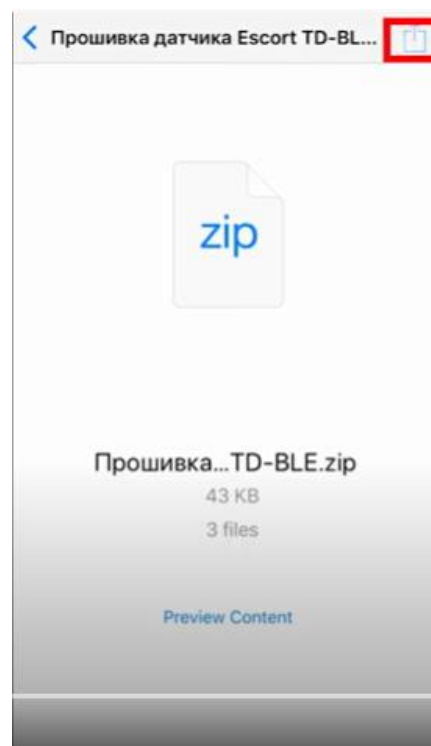 Прошивка датчика Escort TD-BL...
zip
Прошивка...TD-BLE.zip
43 KB
3 files
Preview Content